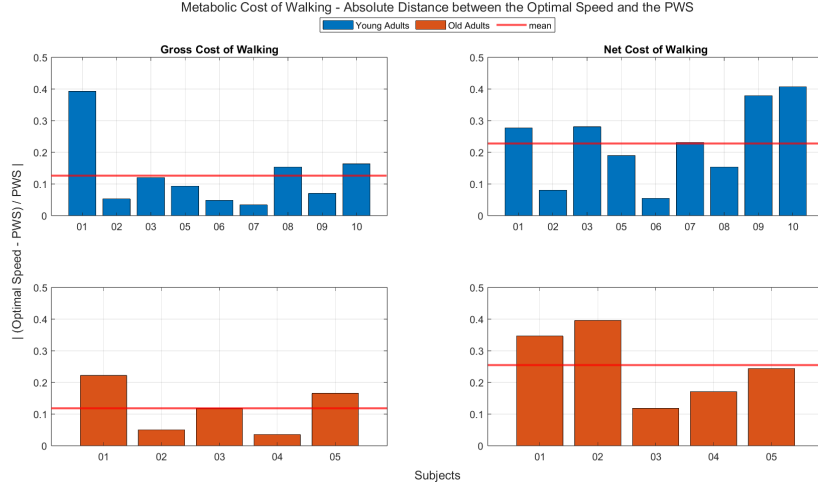 Metabolic Cost of Walking - Absolute Distance between the Optimal Speed and the PWS
Young Adults Old Adults mean
Gross Cost of Walking
0.5
0.4
0.3
0.2
0.1
0
01 02 03 05 06 07 08 09 10
Net Cost of Walking
0.5
0.4
0.3
0.2
0.1
0
01 02 03 05 06 07 08 09 10
| (Optimal Speed - PWS) / PWS |
0.5
0.4
0.3
0.2
0.1
0
01 02 03 04 05
0.5
0.4
0.3
0.2
0.1
0
01 02 03 04 05
Subjects